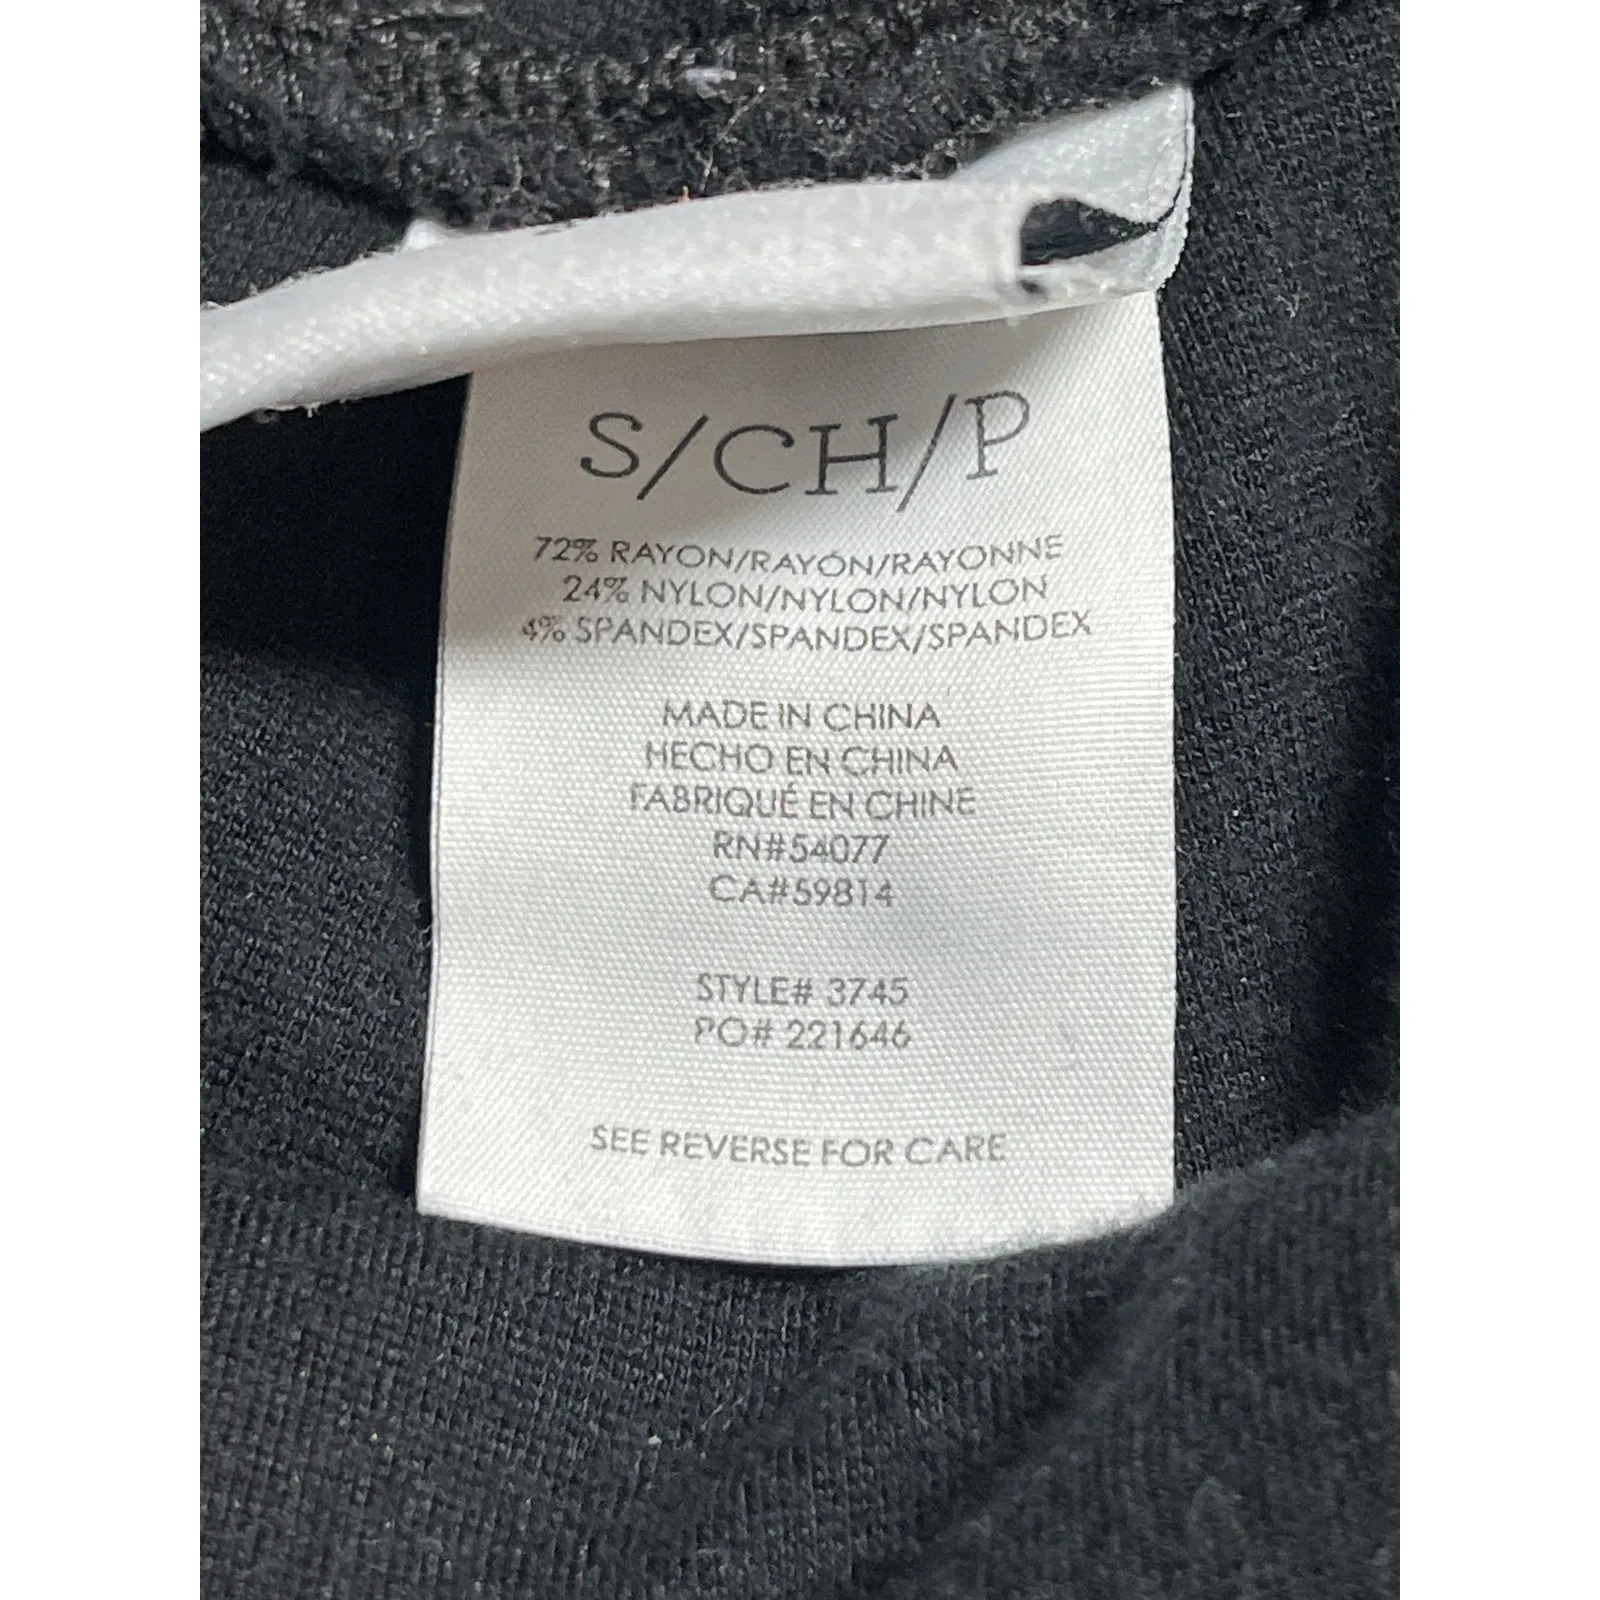 S/CH/P
72% RAYON/RAYÓN/RAYONNE
24% NYLON/NYLON/NYLON
4% SPANDEX/SPANDEX/SPANDEX
MADE IN CHINA
HECHO EN CHINA
FABRIQUÉ EN CHINE
RN#54077
CA#59814
STYLE# 3745
PO# 221646
SEE REVERSE FOR CARE